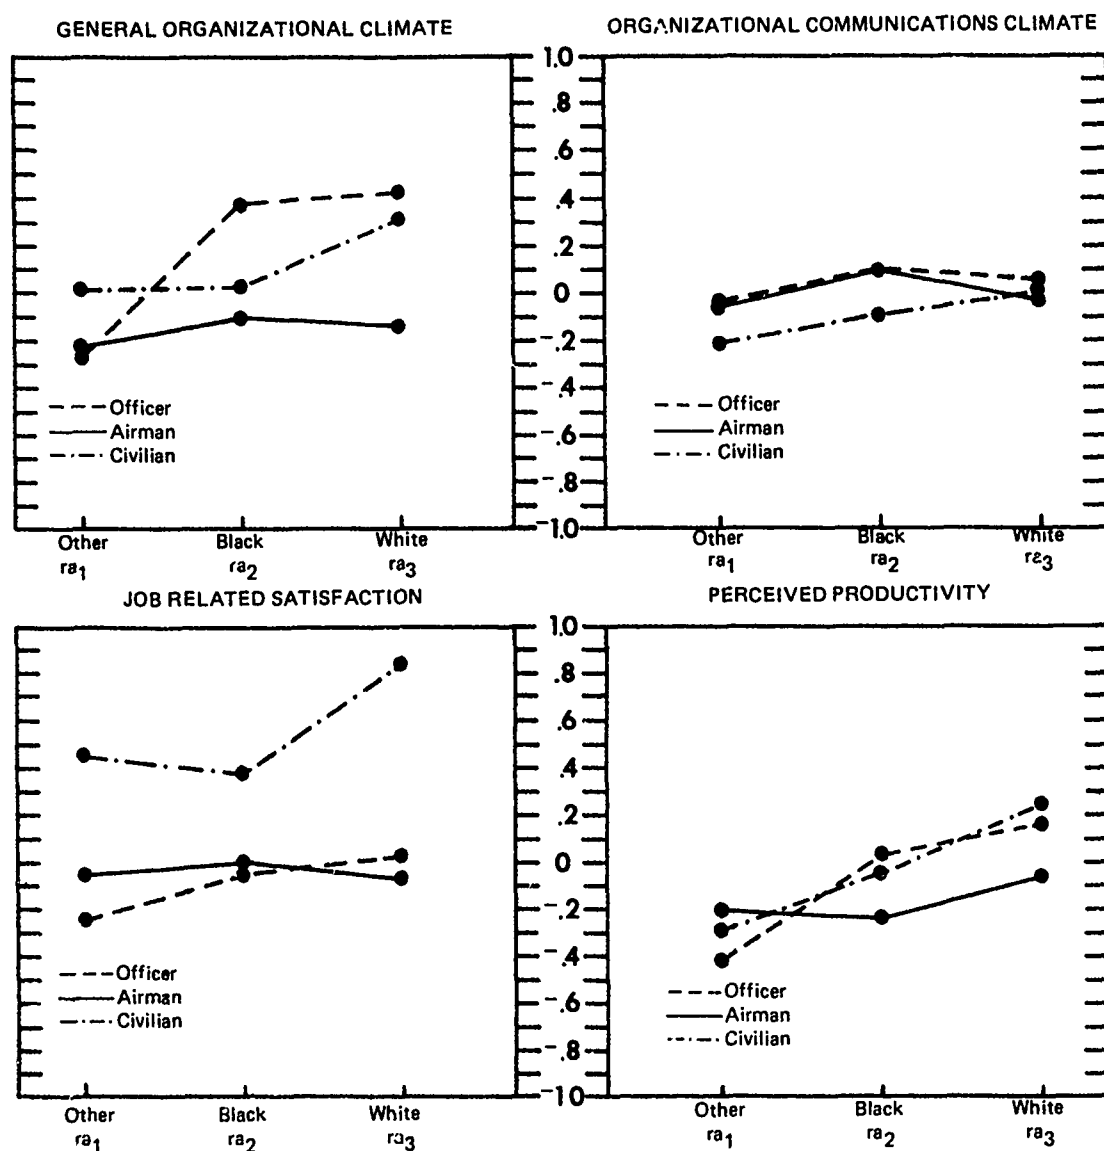 GENERAL ORGANIZATIONAL CLIMATE
ORGANIZATIONAL COMMUNICATIONS CLIMATE
1.0
.8
.6
.4
.2
0
-.2
-.4
-.6
-.8
-1.0
Officer
Airman
Civilian
Officer
Airman
Civilian
Other
Black
White
ra1
ra2
ra3
Other
Black
White
ra1
ra2
ra3
JOB RELATED SATISFACTION
PERCEIVED PRODUCTIVITY
1.0
.8
.6
.4
.2
0
-.2
-.4
-.6
-.8
-1.0
Officer
Airman
Civilian
Officer
Airman
Civilian
Other
Black
White
ra1
ra2
ra3
Other
Black
White
ra1
ra2
ra3